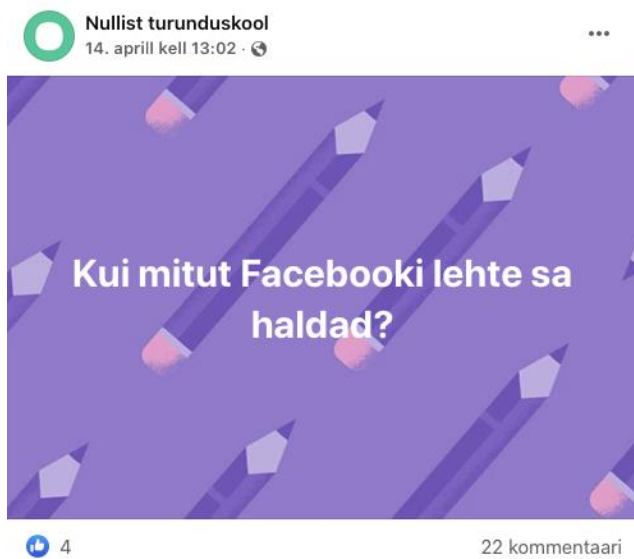 Nullist turunduskool
14. aprill kell 13:02 ·
Kui mitut Facebooki lehte sa
haldad?
4
22 kommentaari